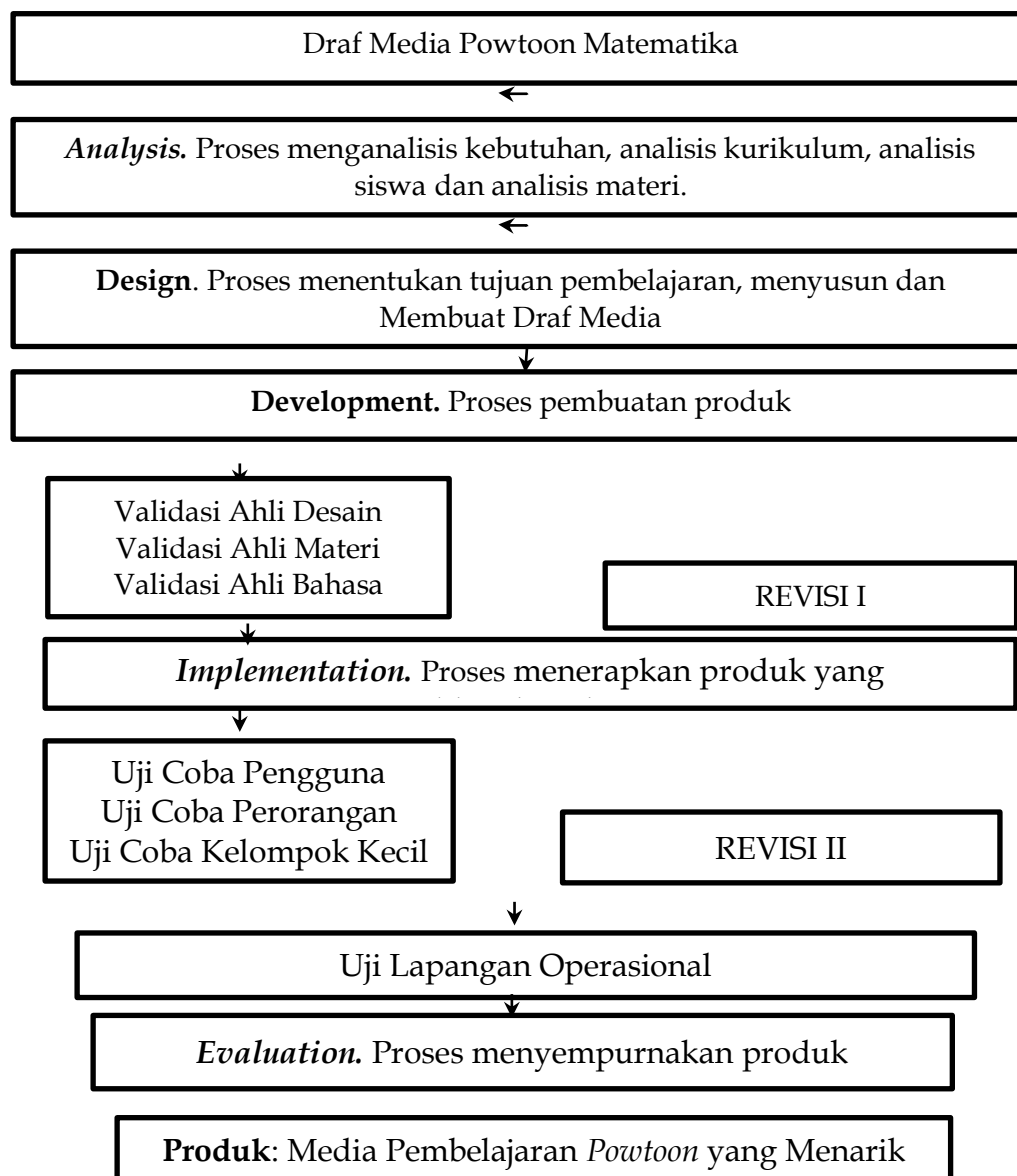 Draf Media Powtoon Matematika
Analysis. Proses menganalisis kebutuhan, analisis kurikulum, analisis
siswa dan analisis materi.
Design. Proses menentukan tujuan pembelajaran, menyusun dan
Membuat Draf Media
Development. Proses pembuatan produk
Validasi Ahli Desain
Validasi Ahli Materi
Validasi Ahli Bahasa
REVISI I
Implementation. Proses menerapkan produk yang
Uji Coba Pengguna
Uji Coba Perorangan
Uji Coba Kelompok Kecil
REVISI II
Uji Lapangan Operasional
Evaluation. Proses menyempurnakan produk
Produk: Media Pembelajaran Powtoon yang Menarik